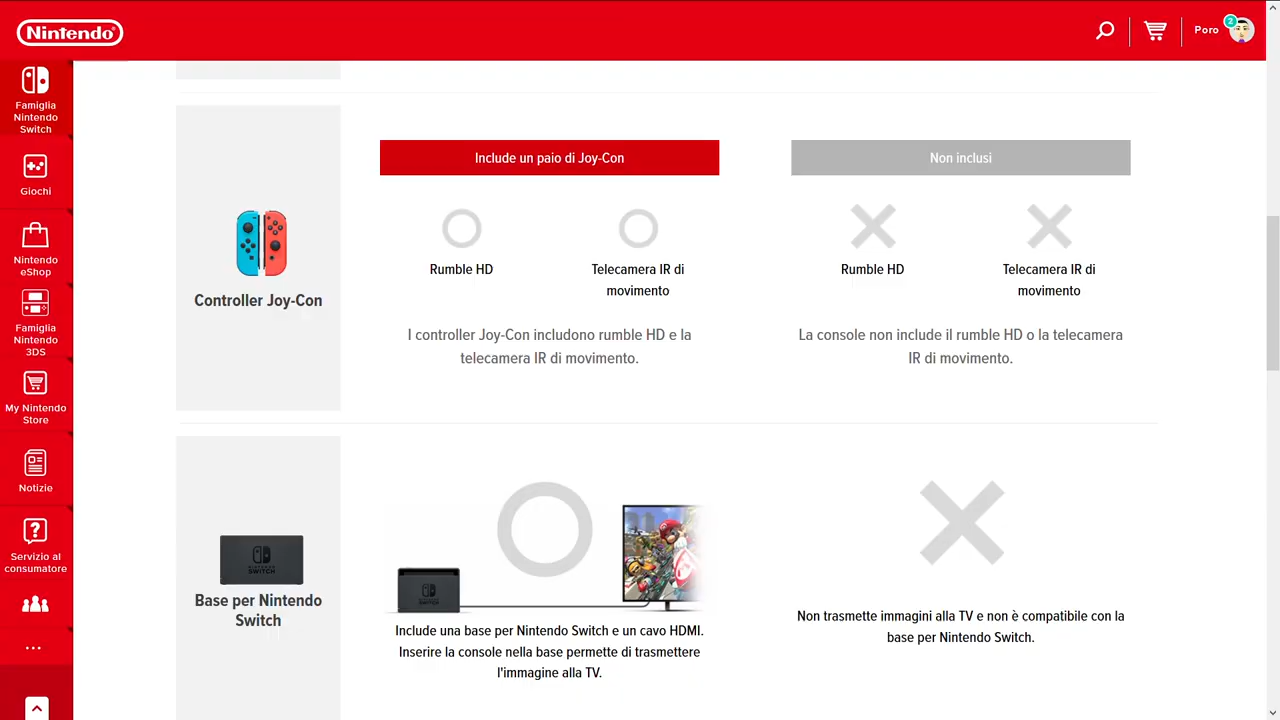 Nintendo
2
Poro
Famiglia
Nintendo
Switch
Giochi
Nintendo
eShop
Famiglia
Nintendo
3DS
My Nintendo
Store
Notizie
Servizio al
consumatore
...
Controller Joy-Con
Include un paio di Joy-Con
Non inclusi
Rumble HD
Telecamera IR di
movimento
Rumble HD
Telecamera IR di
movimento
I controller Joy-Con includono rumble HD e la
telecamera IR di movimento.
La console non include il rumble HD o la telecamera
IR di movimento.
NINTENDO
SWITCH
Base per Nintendo
Switch
SWITCH
Include una base per Nintendo Switch e un cavo HDMI.
Inserire la console nella base permette di trasmettere
l'immagine alla TV.
Non trasmette immagini alla TV e non è compatibile con la
base per Nintendo Switch.